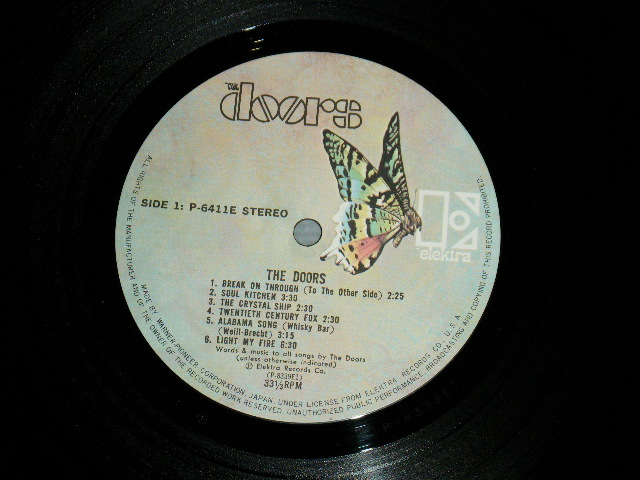 THE
doors
SIDE 1: P-6411E STEREO
elektra
THE DOORS
1. BREAK ON THROUGH (To The Other Side) 2:25
2. SOUL KITCHEN 3:30
3. THE CRYSTAL SHIP 2:30
4. TWENTIETH CENTURY FOX 2:30
5. ALABAMA SONG (Whisky Bar)
(Weill-Brecht) 3:15
6. LIGHT MY FIRE 6:30
Words & music to all songs by The Doors
(unless otherwise indicated)
Ⓟ Elektra Records Co.
(P-8339E1)
33⅓RPM
ALL RIGHTS OF THE MANUFACTURER AND OF THE OWNER OF THE RECORDED WORK RESERVED. UNAUTHORIZED PUBLIC PERFORMANCE, BROADCASTING AND COPYING OF THIS RECORD PROHIBITED.
MADE BY WARNER-PIONEER CORPORATION, JAPAN. UNDER LICENSE FROM ELEKTRA RECORDS CO., U.S.A.